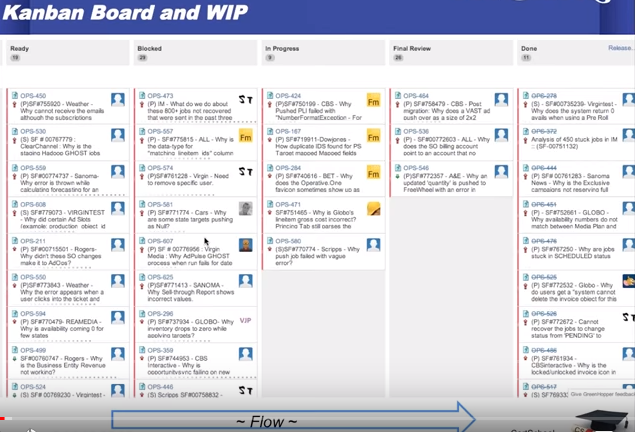 Kanban Board and WIP
Release...
Ready
19
Blocked
29
In Progress
9
Final Review
26
Done
11
OPS-450
(P)SF#755920 - Weather -
Why cannot receive the emails
although the subscriptions
OPS-530
(S) SF # 00767779 :
ClearChannel : Why is the
staging Hadoop GHOST jobs
OPS-559
(P) SF#00774737 - Sanoma-
Why error is thrown while
calculating forecasting for an
OPS-608
(S) SF#779073 - VIRGINTEST
- Why did certain Ad Slots
(example: production object id
OPS-211
(P) SF#00715501 - Rogers-
Why didn't these SO changes
make it to AdOos?
OPS-550
(P) SF#773843 - Weather -
Why the error appears when a
user clicks into the ticket and
OPS-594
(P) SF#770479- REAMEDIA -
Why is availability coming 0 for
few states
OPS-499
SF#00760747 - Rogers - Why
is the Business Entity Revenue
not working?
OPS-524
(S) SF# 00769230 - Virgintest -
OPS-473
(P) IM - What do we do about
these 800+ jobs not recovered
that were spent in the past three
OPS-557
(P) - SF#775815 - ALL - Why is
the data-type for
"matching_lineitem_ids" column
OPS-574
(P)SF#761228 - Virgin - Need
to remove specific user.
OPS-581
(P) SF#771774 - Cars - Why
are some state targets pushing
as Null?
OPS-607
(P) SF # 00776956 - Virgin
Media : Why AdPulse GHOST
process when run fails for date
OPS-625
(P)SF#771413 - SANOMA -
Why Sell-through Report shows
incorrect values.
OPS-296
(P)SF#737934 - GLOBO- Why
inventory drops to zero while
applying targets?
OPS-359
(P) SF#744953 - CBS
Interactive - Why is
opportunitysync failing on new
OPS-446
(S) Scripps SF#00758832 -
OPS-424
(P)SF#750199 - CBS - Why
Pushed PLI failed with
"NumberFormatException - For
OPS-167
(P) SF#719911-Dowjones -
How duplicate IDS found for PS
Target mapped Mapped fields
OPS-284
(P) SF#740616 - BET - Why
does the Operative.One
favicon sometimes show up as
OPS-471
SF#751465 - Why is Globo's
lineitem gross cost incorrect?
Princing Tab still parses the
OPS-580
(S)SF#770774 - Scripps - Why
push job failed with vague
error?
OPS-484
(P) SF#758479 - CBS - Post
migration: Why does a VAST ad
push over as a size of 2x2
OPS-536
(P) - SF#00772603 - ALL - Why
does the SO billing account
point to an account that no
OPS-546
(P)SF#772357 - A&E - Why an
updated 'quantity' is pushed to
FreeWheel with an error in
OPS-278
(S) - SF#00735239- Virgintest-
Why does the system return 0
avails when using a Pre Roll
OPS-372
Analysis of 450 stuck jobs in IM
:: (SF-00751132)
OPS-444
(P) SF# 00761283 - Sanoma
News - Why is the Exclusive
campaigns not reserving full
OPS-451
(P) - SF#752661 - GLOBO -
Why availability numbers do not
match between Media Plan and
OPS-476
(P) SF#767250 - Why are jobs
stuck in SCHEDULED status
OPS-525
(P) SF#772532 - Globo - Why
do users get a "system cannot
delete the invoice object for this
OPS-526
(P) SF#772672 - Cannot
recover the jobs to change
status from 'PENDING' to
OPS-486
(P) SF#761934 -
CBSinteractive - Why is the
locked/unlocked invoice icon in
OPS-517
Give GreenHopper feedback
~ Flow ~